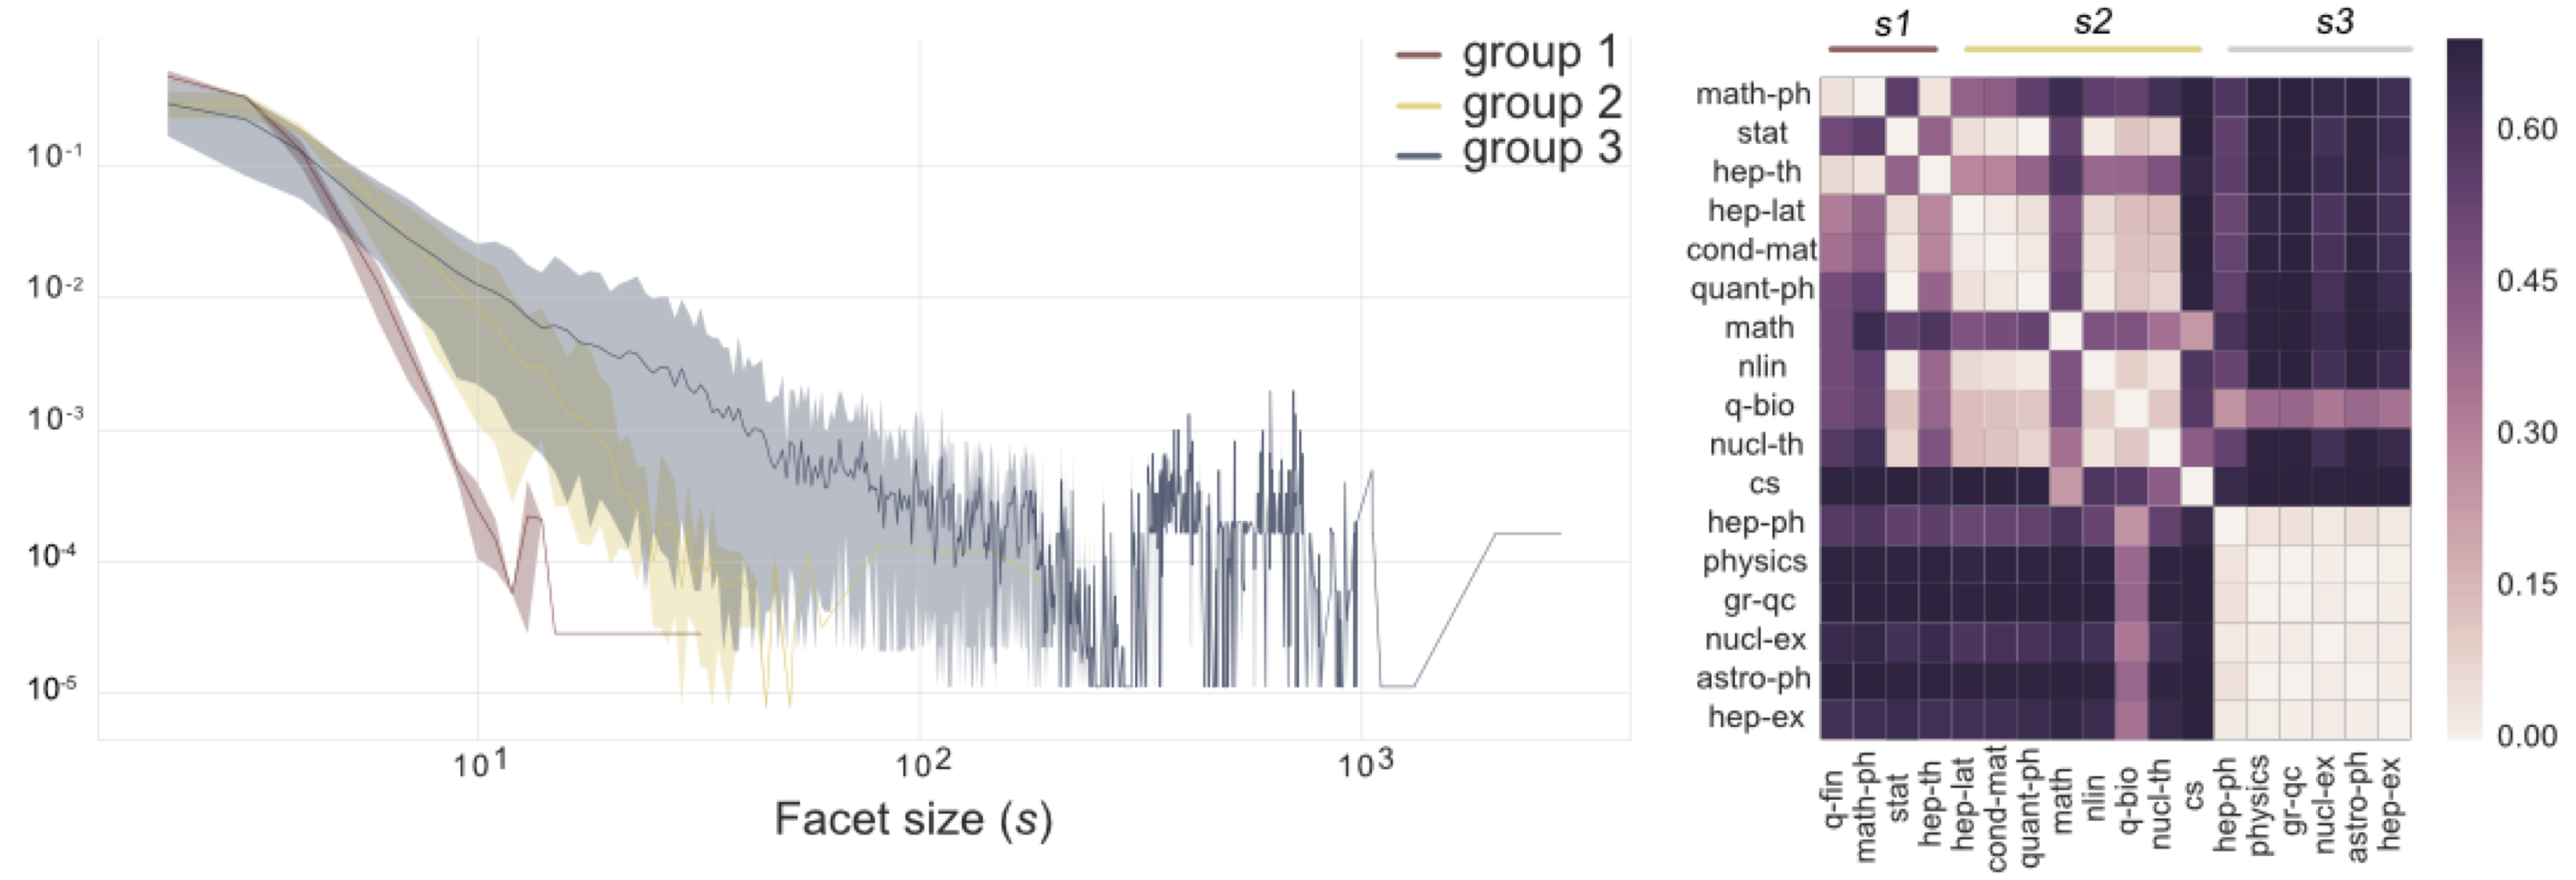 group 1
group 2
group 3
10-1
10-2
10-3
10-4
10-5
101
102
103
Facet size (s)
s1
s2
s3
math-ph
stat
hep-th
hep-lat
cond-mat
quant-ph
math
nlin
q-bio
nucl-th
cs
hep-ph
physics
gr-qc
nucl-ex
astro-ph
hep-ex
q-fin
math-ph
stat
hep-th
hep-lat
cond-mat
quant-ph
math
nlin
q-bio
nucl-th
cs
hep-ph
physics
gr-qc
nucl-ex
astro-ph
hep-ex
0.60
0.45
0.30
0.15
0.00